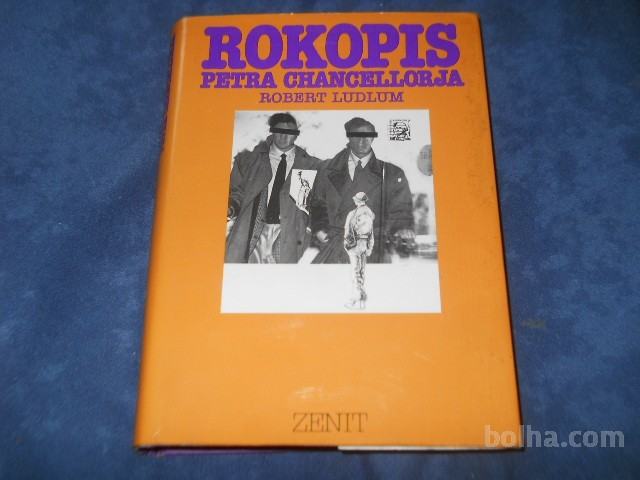 ROKOPIS
PETRA CHANCELLORJA
ROBERT LUDLUM
ZENIT
bolha.com